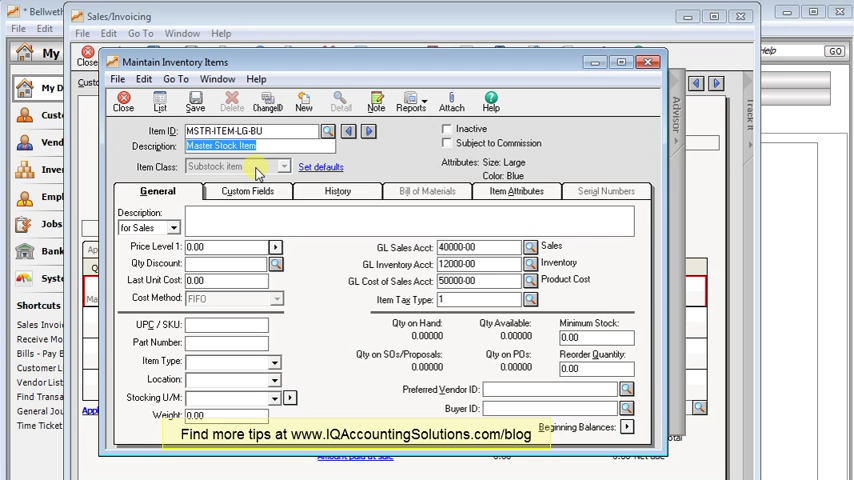 Bellweth
Sales/Invoicing
File
File Edit Go To Window Help
Help GO
Close
My
My D
Custo
Vend
Inven
Emplo
Jobs
Bank
Syste
Shortcuts
Sales Invoici
Receive Mo
Bills - Pay B
Customer L
Vendor List
Find Transa
General Jou
Time Ticket
Custo
Maintain Inventory Items
File Edit Go To Window Help
Close List Save Delete ChangeID New Detail Note Reports Attach Help
Item ID: MSTR-ITEM-LG-BU
Description: Master Stock Item
Item Class: Substock item Set defaults
Inactive
Subject to Commission
Attributes: Size: Large
Color: Blue
General Custom Fields History Bill of Materials Item Attributes Serial Numbers
Description:
for Sales
Price Level 1: 0.00
Qty Discount:
Last Unit Cost: 0.00
Cost Method: FIFO
GL Sales Acct: 40000-00 Sales
GL Inventory Acct: 12000-00 Inventory
GL Cost of Sales Acct: 50000-00 Product Cost
Item Tax Type: 1
UPC / SKU:
Part Number:
Item Type:
Location:
Stocking U/M:
Weight: 0.00
Qty on Hand: Qty Available: Minimum Stock:
0.00000 0.00000 0.00
Qty on SOs/Proposals: Qty on POs: Reorder Quantity:
0.00000 0.00000 0.00
Preferred Vendor ID:
Buyer ID:
Beginning Balances:
Advisor
Track It
Find more tips at www.IQAccountingSolutions.com/blog
Amount paid at sale
0.00 Net due